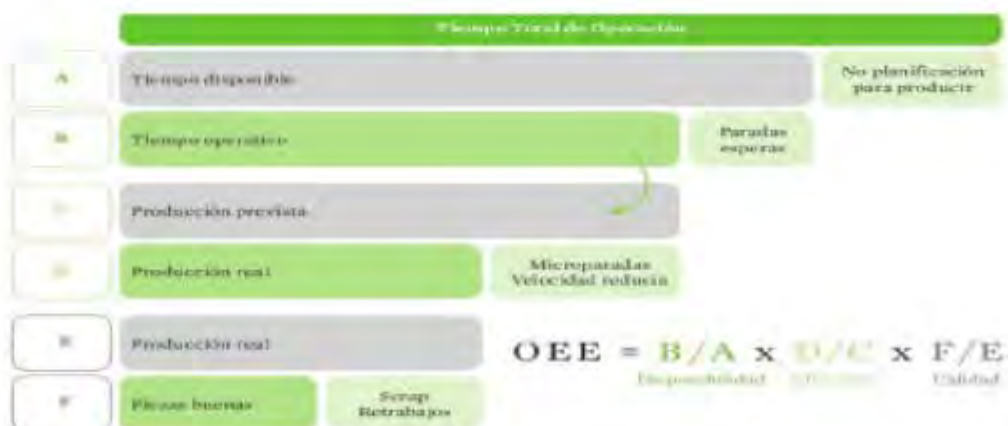 Tiempo Total de Operación
A
Tiempo disponible
No planificación
para producir
B
Tiempo operativo
Paradas
esperas
C
Producción prevista
D
Producción real
Microparadas
Velocidad reducia
E
Producción real
OEE = B/A x D/C x F/E
Disponibilidad
Calidad
F
Piezas buenas
Scrap
Retrabajos